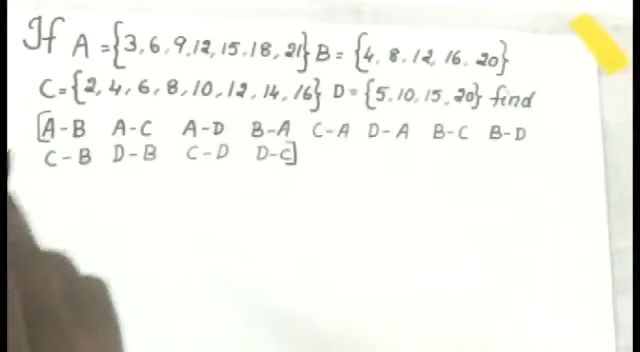 If A = {3, 6, 9, 12, 15, 18, 21} B = {4, 8, 12, 16, 20}
C = {2, 4, 6, 8, 10, 12, 14, 16} D = {5, 10, 15, 20} find
[A-B A-C A-D B-A C-A D-A B-C B-D
C-B D-B C-D D-C]